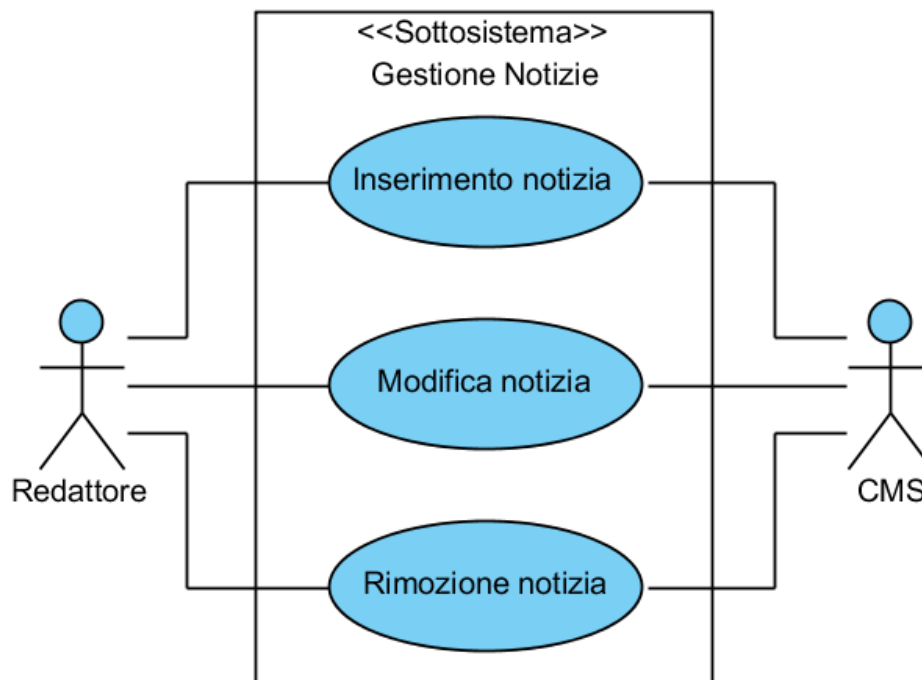 <<Sottosistema>>
Gestione Notizie
Inserimento notizia
Modifica notizia
Redattore
CMS
Rimozione notizia